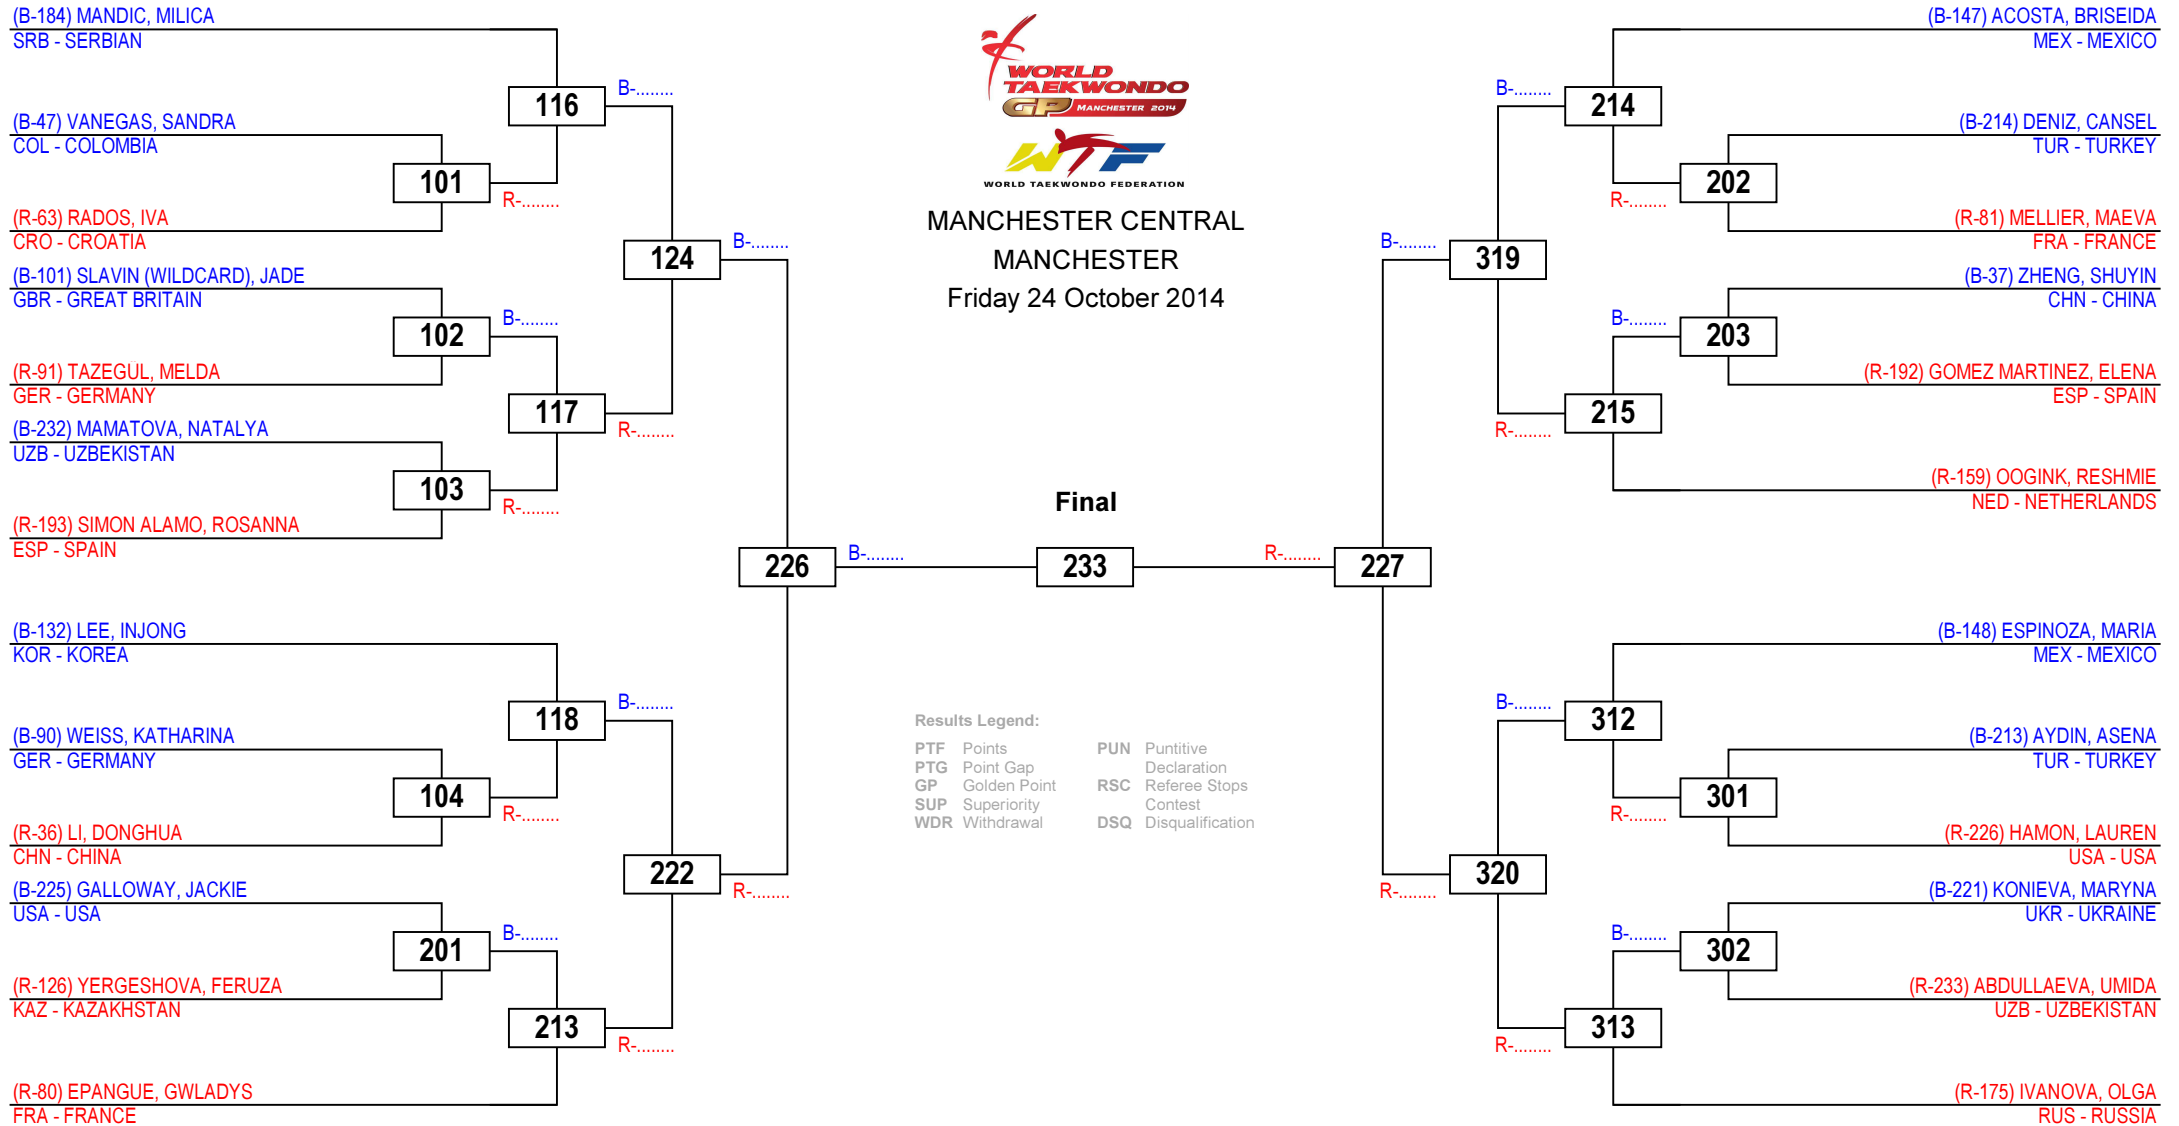 (B-184) MANDIC, MILICA
SRB - SERBIAN
116
B-........
(B-47) VANEGAS, SANDRA
COL - COLOMBIA
101
R-........
(R-63) RADOS, IVA
CRO - CROATIA
124
B-........
(B-101) SLAVIN (WILDCARD), JADE
GBR - GREAT BRITAIN
102
B-........
(R-91) TAZEGÜL, MELDA
GER - GERMANY
117
R-........
(B-232) MAMATOVA, NATALYA
UZB - UZBEKISTAN
103
R-........
(R-193) SIMON ALAMO, ROSANNA
ESP - SPAIN
226
B-........
(B-132) LEE, INJONG
KOR - KOREA
118
B-........
(B-90) WEISS, KATHARINA
GER - GERMANY
104
R-........
(R-36) LI, DONGHUA
CHN - CHINA
222
R-........
(B-225) GALLOWAY, JACKIE
USA - USA
201
B-........
(R-126) YERGESHOVA, FERUZA
KAZ - KAZAKHSTAN
213
R-........
(R-80) EPANGUE, GWLADYS
FRA - FRANCE
WORLD
TAEKWONDO
GP MANCHESTER 2014
WTF
WORLD TAEKWONDO FEDERATION
MANCHESTER CENTRAL
MANCHESTER
Friday 24 October 2014
Final
233
Results Legend:
PTF Points
PTG Point Gap
GP Golden Point
SUP Superiority
WDR Withdrawal
PUN Puntitive
Declaration
RSC Referee Stops
Contest
DSQ Disqualification
(B-147) ACOSTA, BRISEIDA
MEX - MEXICO
B-........
214
(B-214) DENIZ, CANSEL
TUR - TURKEY
R-........
202
(R-81) MELLIER, MAEVA
FRA - FRANCE
B-........
319
(B-37) ZHENG, SHUYIN
CHN - CHINA
B-........
203
(R-192) GOMEZ MARTINEZ, ELENA
ESP - SPAIN
R-........
215
(R-159) OOGINK, RESHMIE
NED - NETHERLANDS
R-........
227
(B-148) ESPINOZA, MARIA
MEX - MEXICO
B-........
312
(B-213) AYDIN, ASENA
TUR - TURKEY
R-........
301
(R-226) HAMON, LAUREN
USA - USA
R-........
320
(B-221) KONIEVA, MARYNA
UKR - UKRAINE
B-........
302
(R-233) ABDULLAEVA, UMIDA
UZB - UZBEKISTAN
R-........
313
(R-175) IVANOVA, OLGA
RUS - RUSSIA